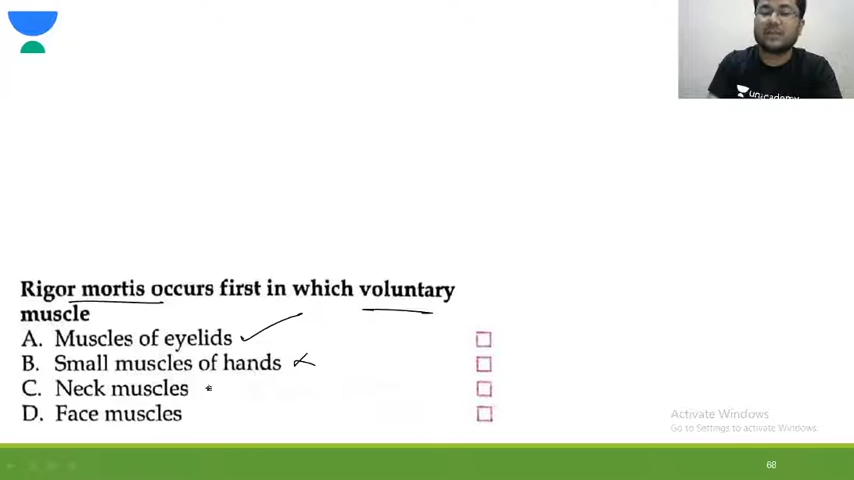 unacademy
Rigor mortis occurs first in which voluntary
muscle
A. Muscles of eyelids
B. Small muscles of hands
C. Neck muscles
D. Face muscles
Activate Windows
Go to Settings to activate Windows.
68